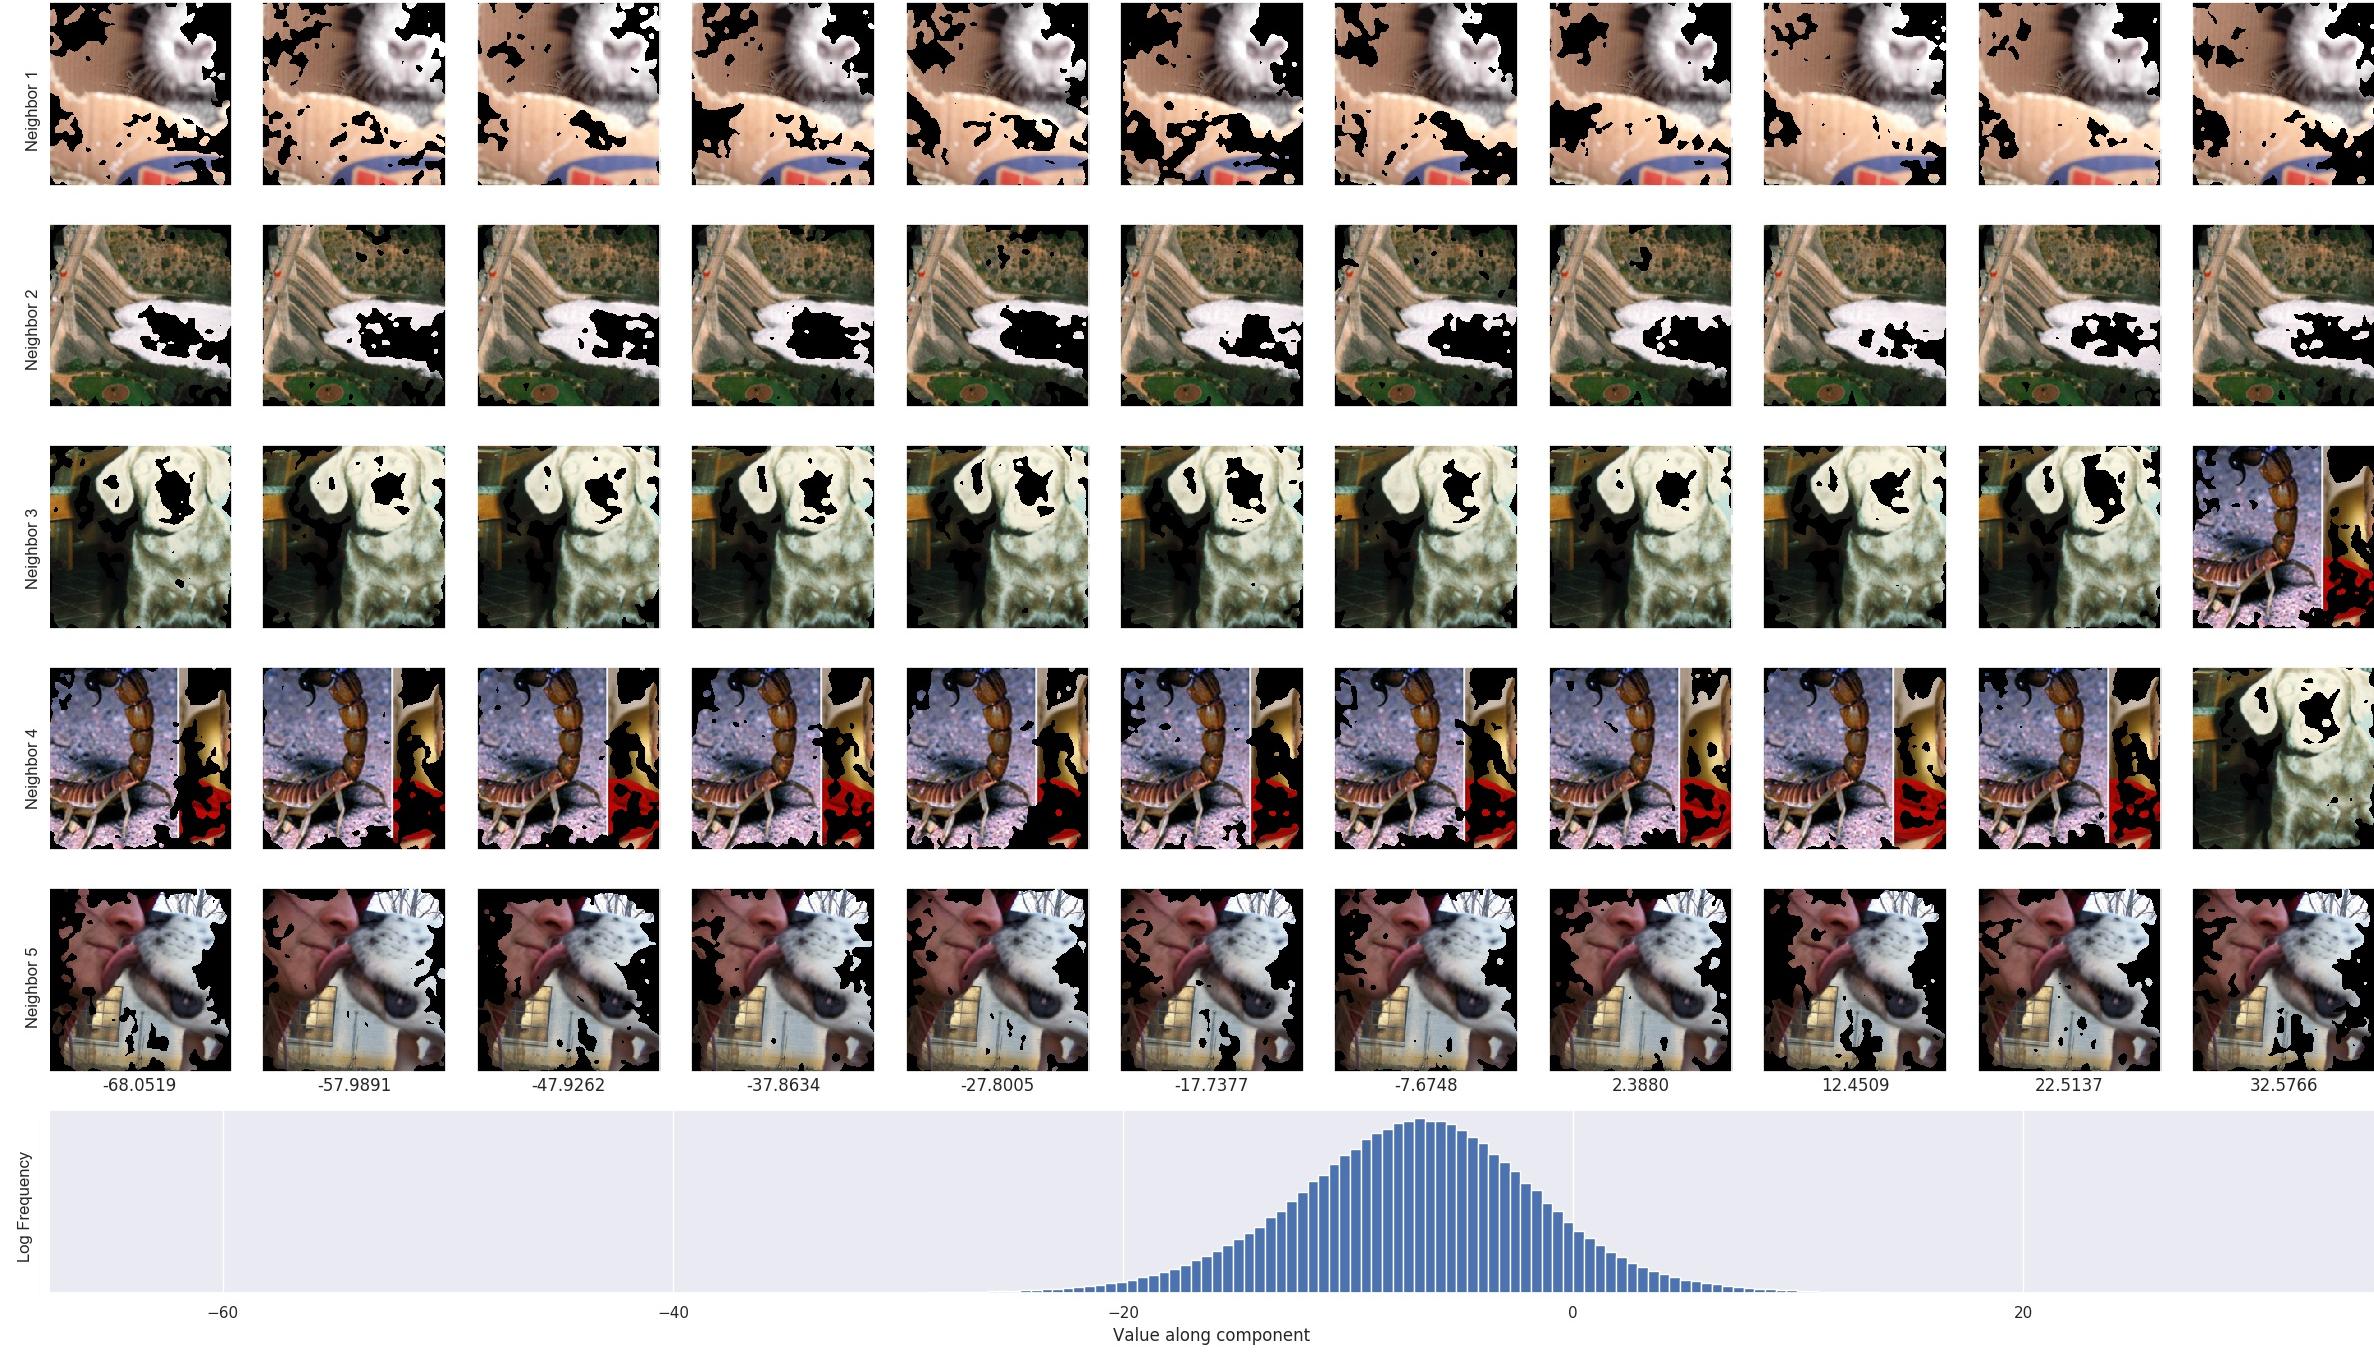 Neighbor 1
Neighbor 2
Neighbor 3
Neighbor 4
Neighbor 5
-68.0519 -57.9891 -47.9262 -37.8634 -27.8005 -17.7377 -7.6748 2.3880 12.4509 22.5137 32.5766
Log Frequency
−60 −40 −20 0 20
Value along component